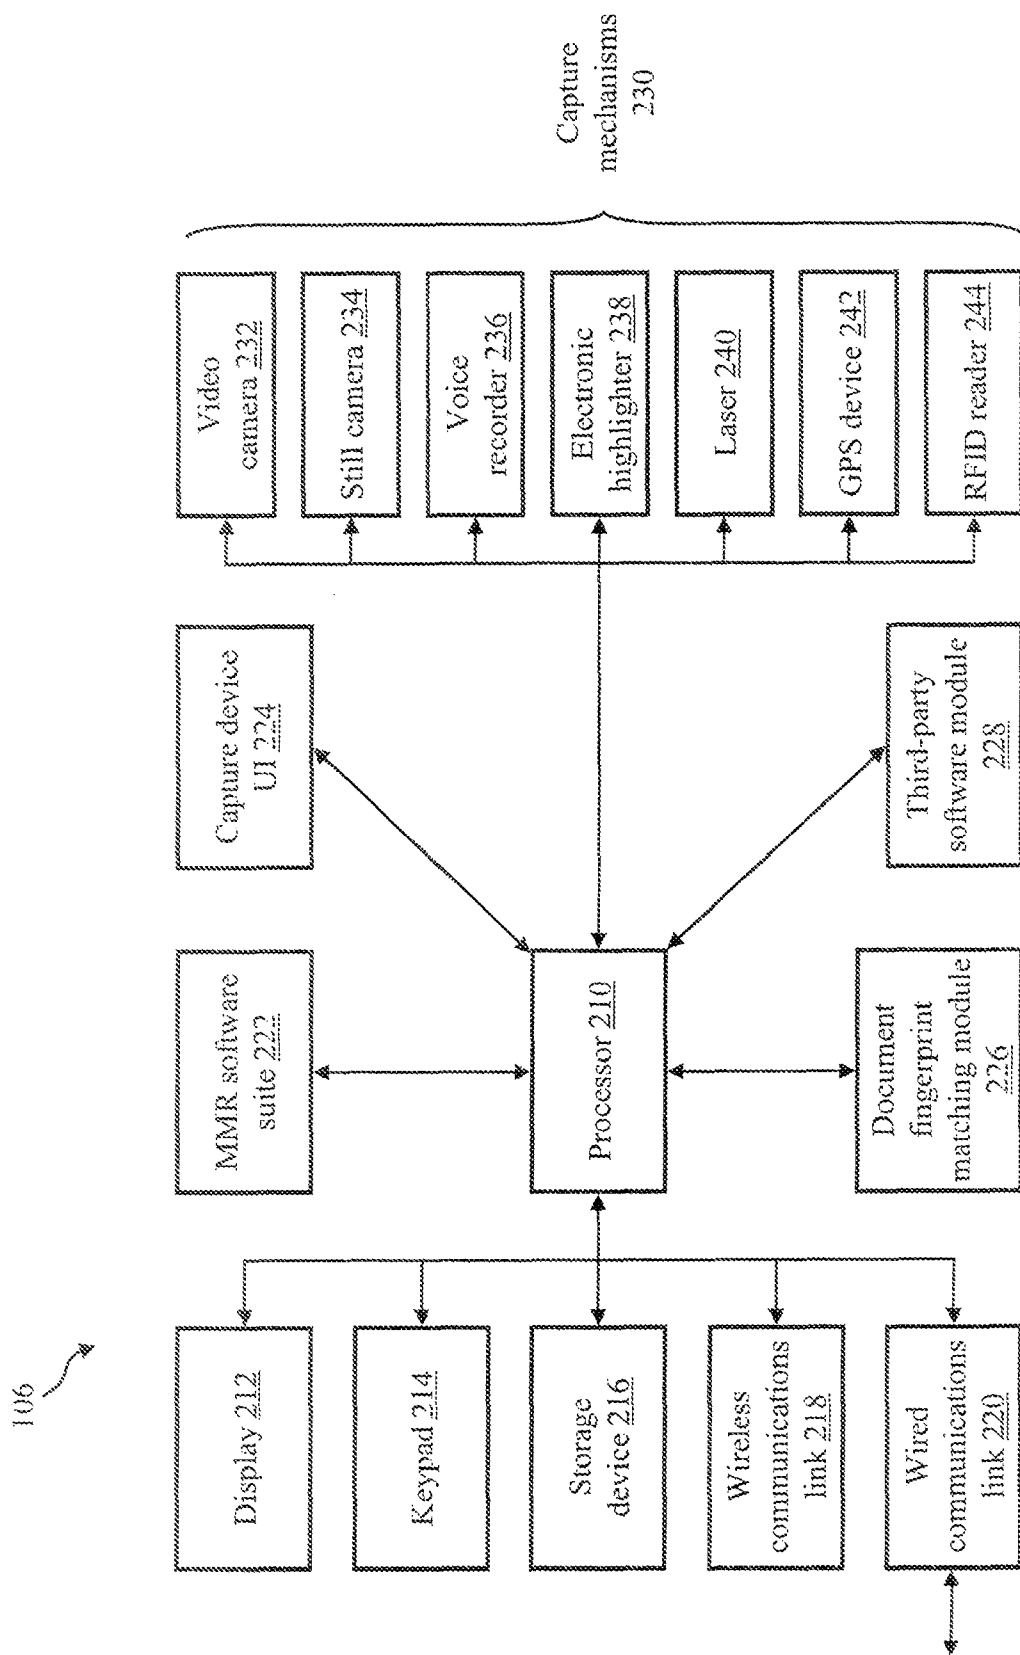 106
Display 212
Keypad 214
Storage
device 216
Wireless
communications
link 218
Wired
communications
link 220
MMR software
suite 222
Processor 210
Document
fingerprint
matching module
226
Capture device
UI 224
Third-party
software module
228
Video
camera 232
Still camera 234
Voice
recorder 236
Electronic
highlighter 238
Laser 240
GPS device 242
RFID reader 244
Capture
mechanisms
230